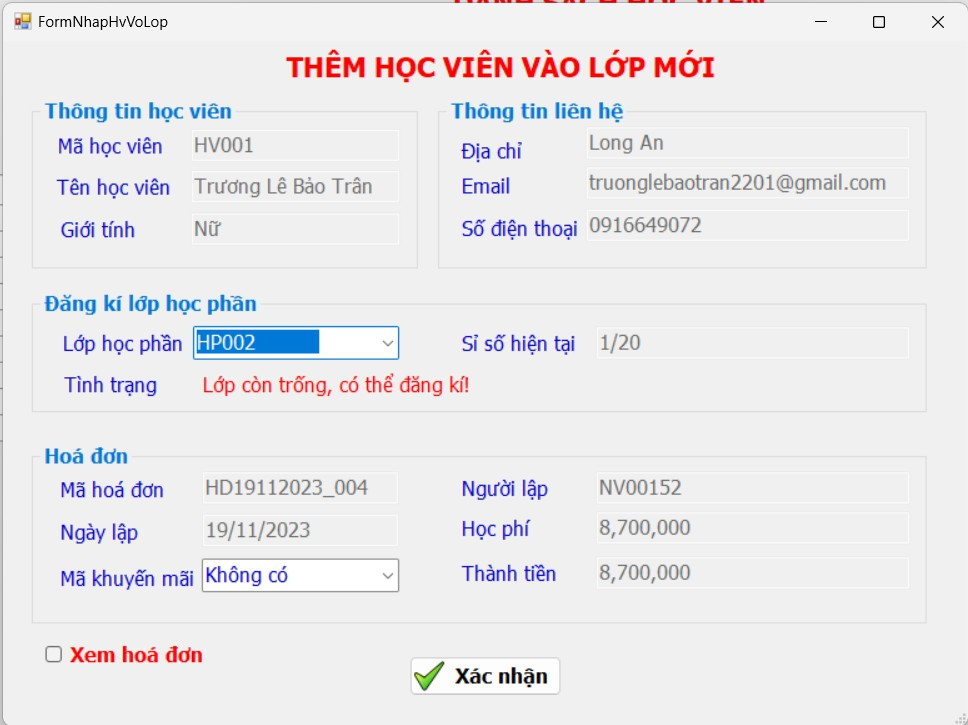 DANH SÁCH HỌC VIÊN
FormNhapHvVoLop
THÊM HỌC VIÊN VÀO LỚP MỚI
Thông tin học viên
Mã học viên HV001
Tên học viên Trương Lê Bảo Trân
Giới tính Nữ
Thông tin liên hệ
Địa chỉ Long An
Email truonglebaotran2201@gmail.com
Số điện thoại 0916649072
Đăng kí lớp học phần
Lớp học phần HP002 Sỉ số hiện tại 1/20
Tình trạng Lớp còn trống, có thể đăng kí!
Hoá đơn
Mã hoá đơn HD19112023_004 Người lập NV00152
Ngày lập 19/11/2023 Học phí 8,700,000
Mã khuyến mãi Không có Thành tiền 8,700,000
Xem hoá đơn
Xác nhận